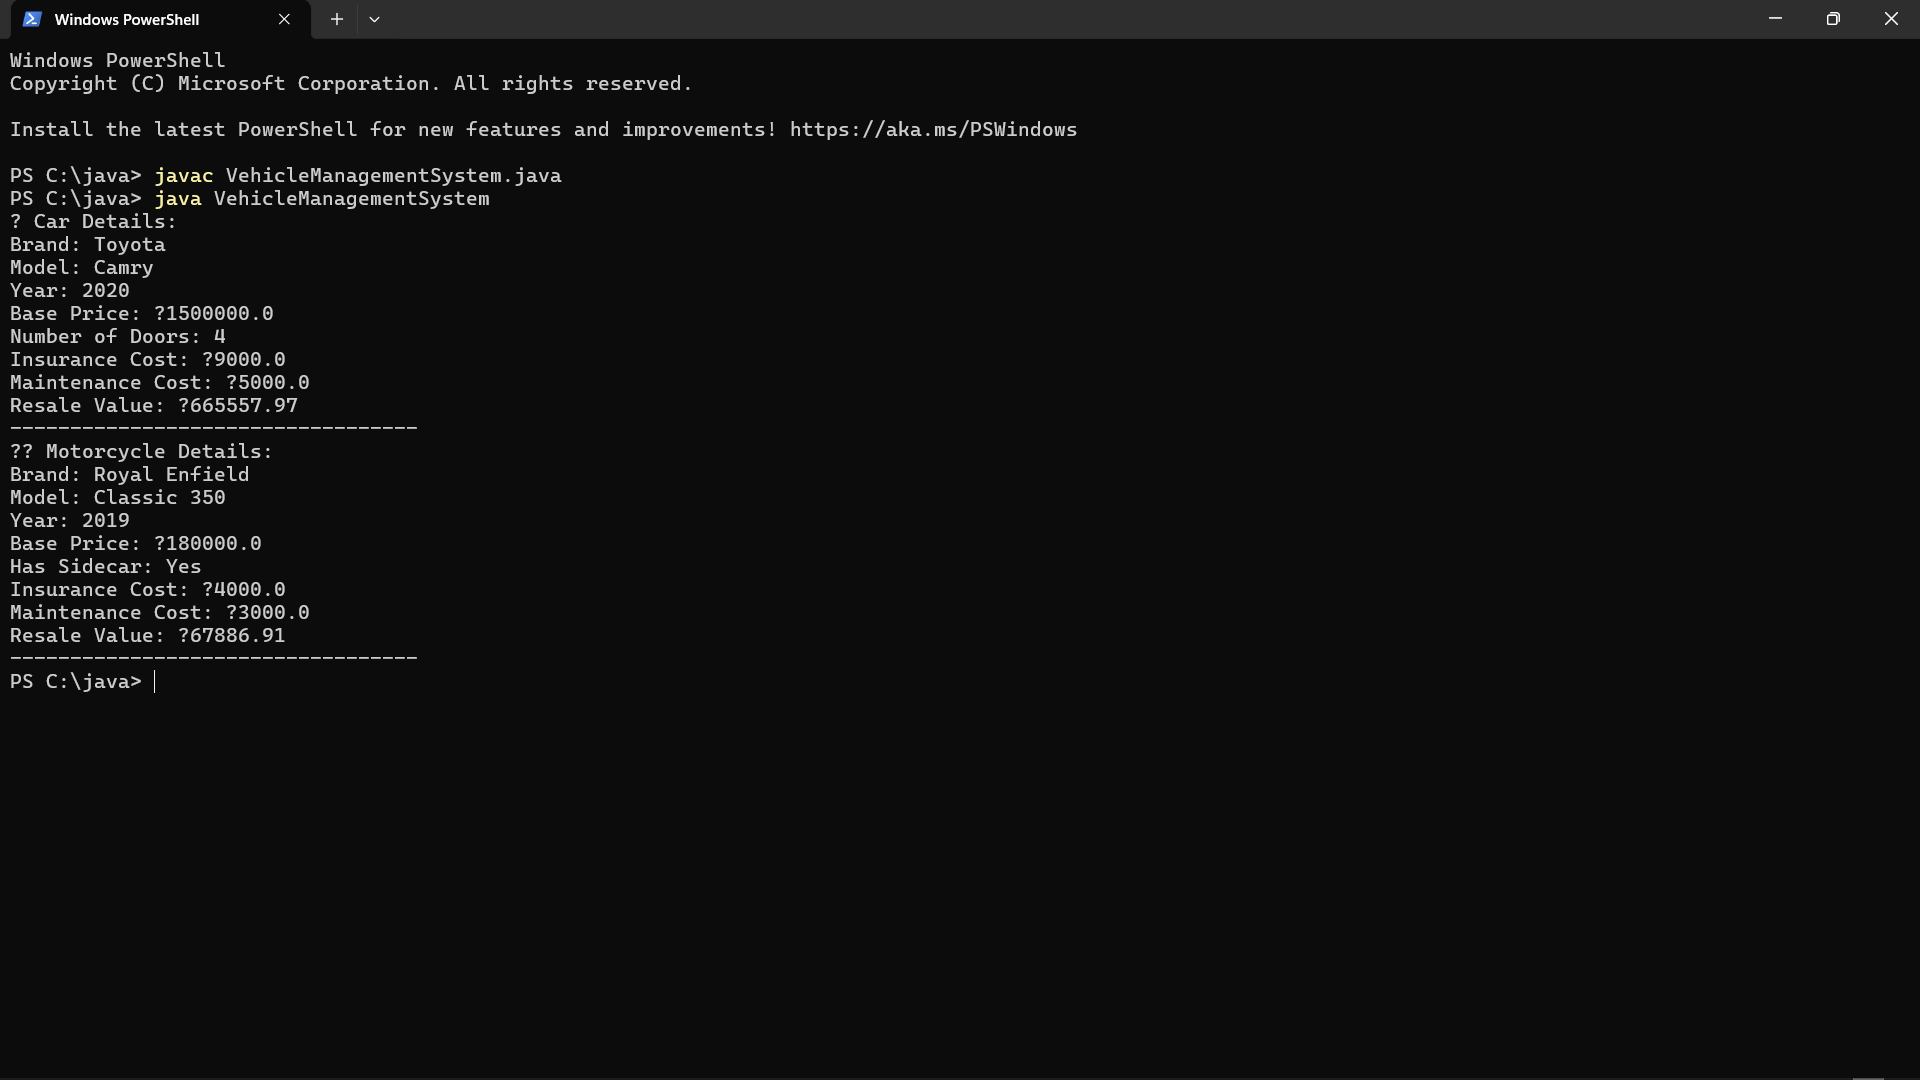 Windows PowerShell
Windows PowerShell
Copyright (C) Microsoft Corporation. All rights reserved.
Install the latest PowerShell for new features and improvements! https://aka.ms/PSWindows
PS C:\java> javac VehicleManagementSystem.java
PS C:\java> java VehicleManagementSystem
? Car Details:
Brand: Toyota
Model: Camry
Year: 2020
Base Price: ?1500000.0
Number of Doors: 4
Insurance Cost: ?9000.0
Maintenance Cost: ?5000.0
Resale Value: ?665557.97
----------------------------------
?? Motorcycle Details:
Brand: Royal Enfield
Model: Classic 350
Year: 2019
Base Price: ?180000.0
Has Sidecar: Yes
Insurance Cost: ?4000.0
Maintenance Cost: ?3000.0
Resale Value: ?67886.91
----------------------------------
PS C:\java>